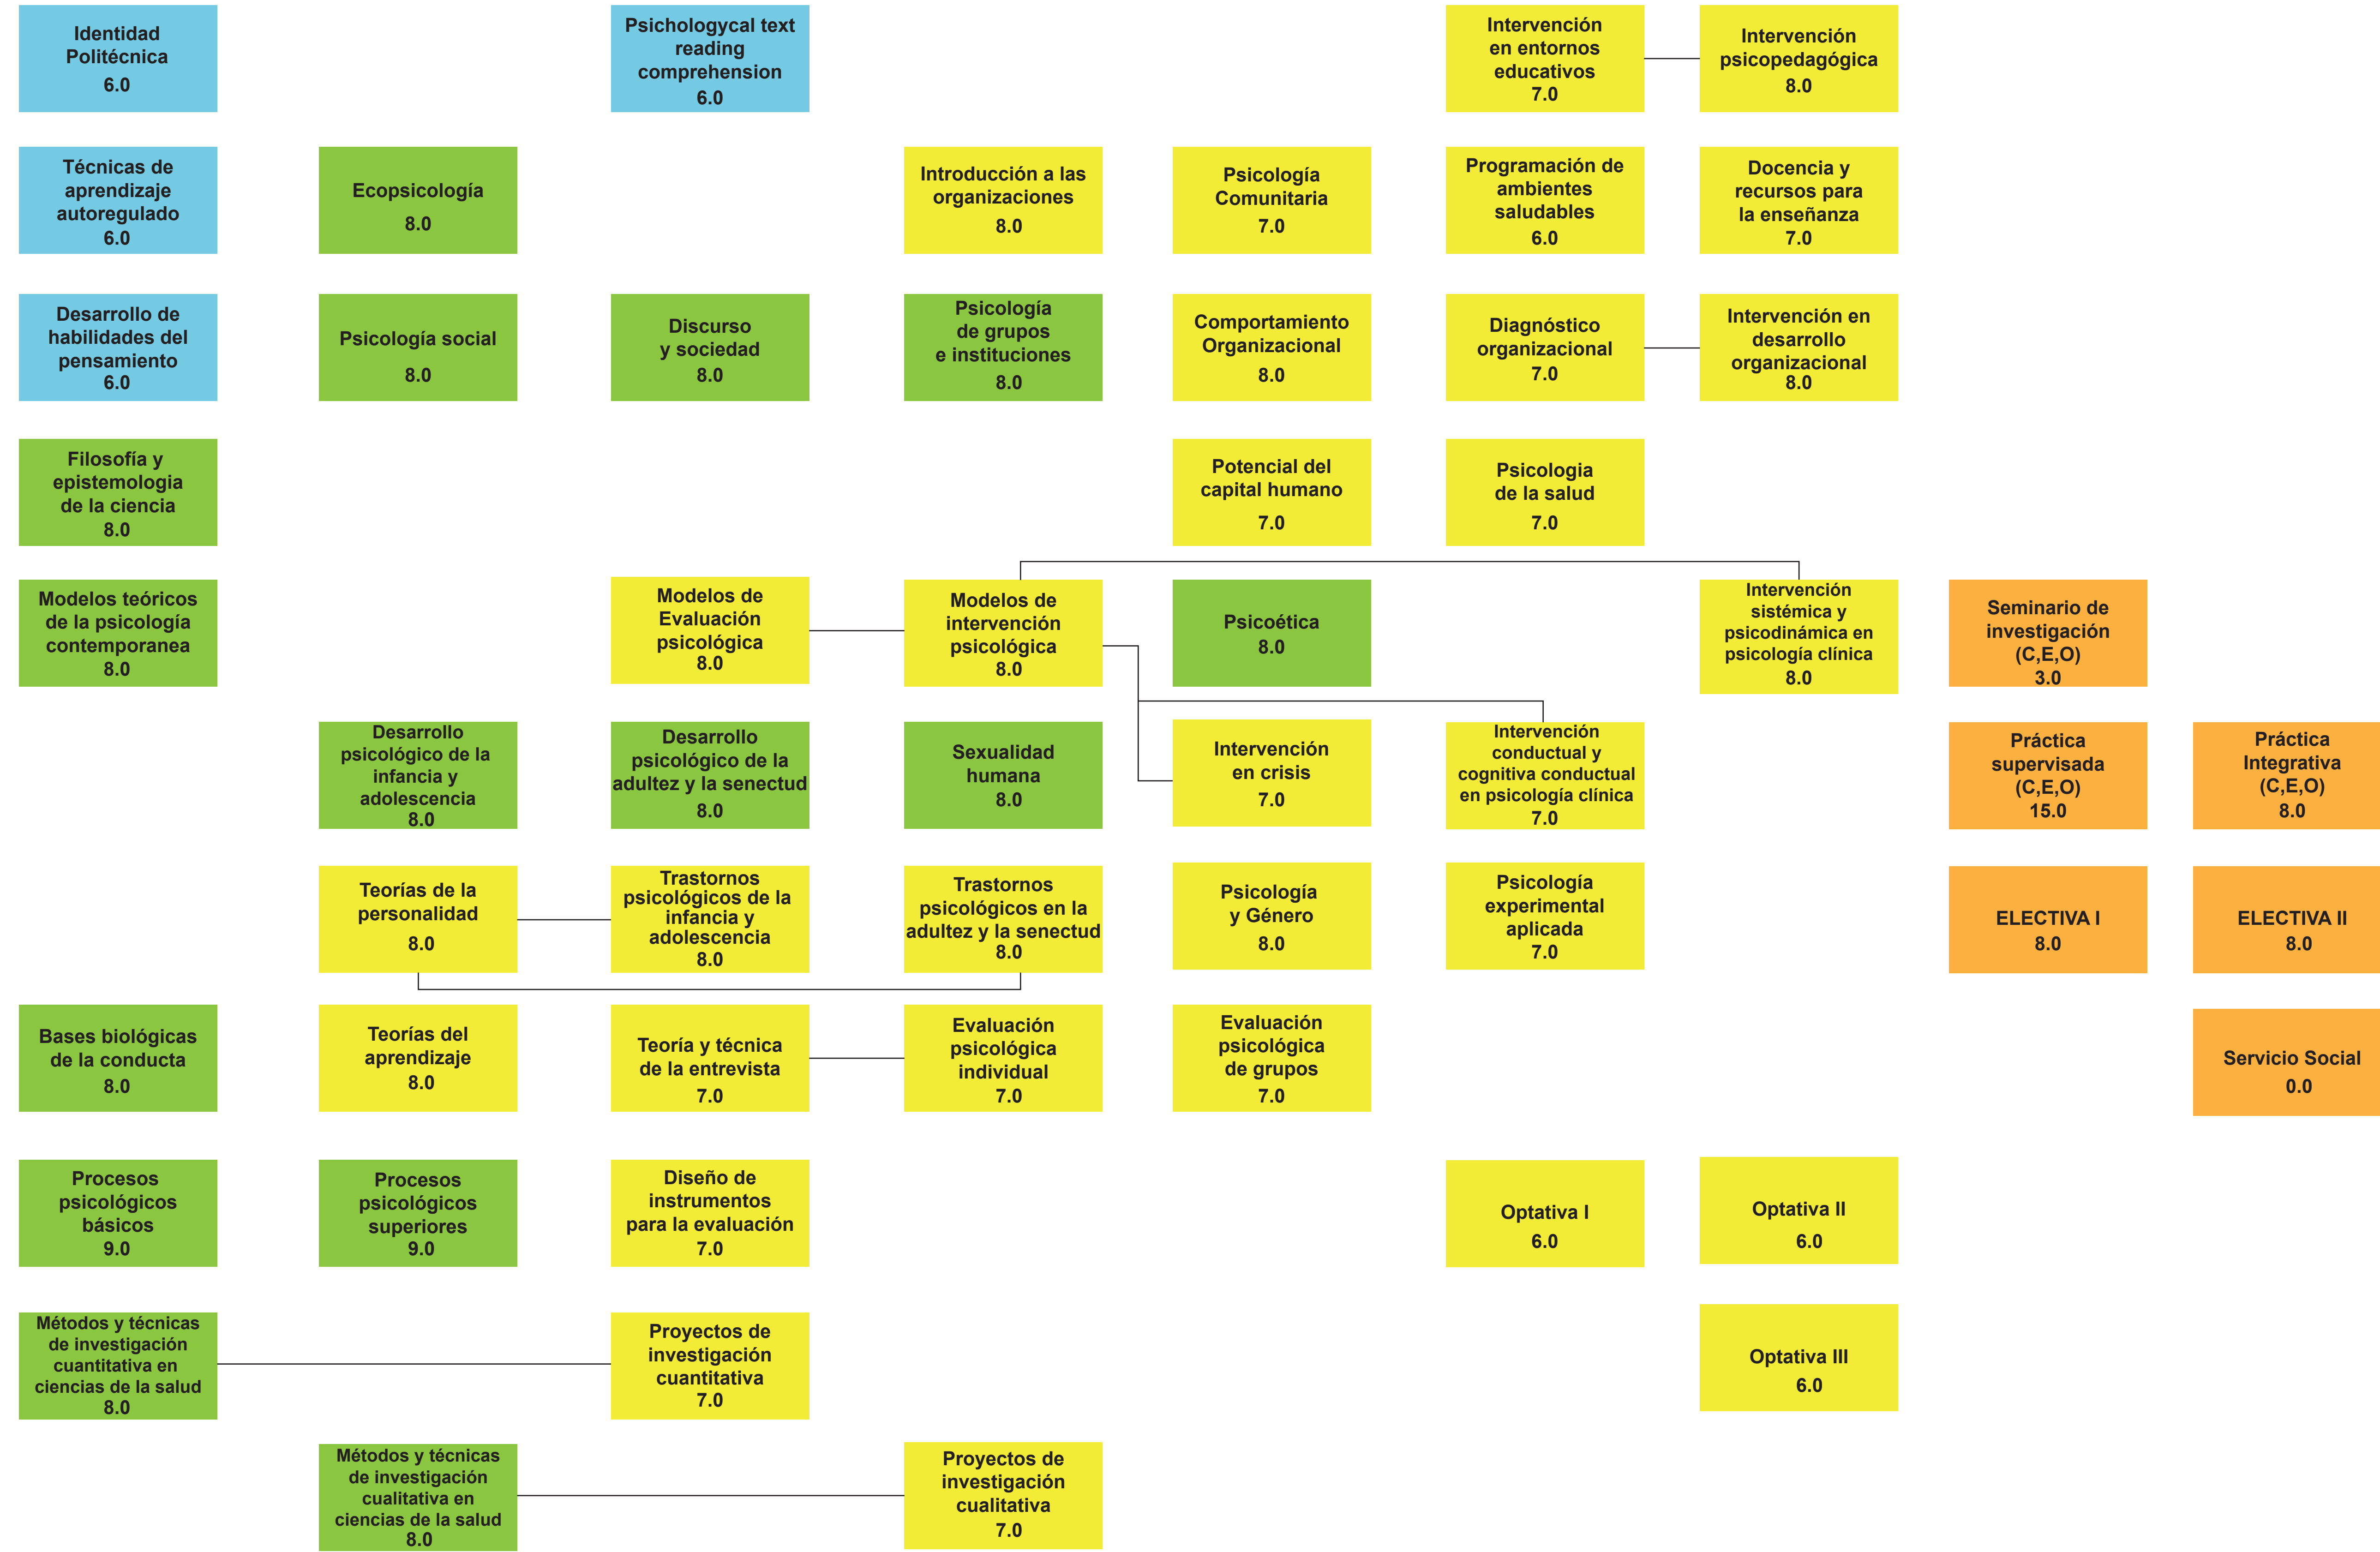 Identidad
Politécnica
6.0
Psichologycal text
reading
comprehension
6.0
Intervención
en entornos
educativos
7.0
Intervención
psicopedagógica
8.0
Técnicas de
aprendizaje
autoregulado
6.0
Ecopsicología
8.0
Introducción a las
organizaciones
8.0
Psicología
Comunitaria
7.0
Programación de
ambientes
saludables
6.0
Docencia y
recursos para
la enseñanza
7.0
Desarrollo de
habilidades del
pensamiento
6.0
Psicología social
8.0
Discurso
y sociedad
8.0
Psicología
de grupos
e instituciones
8.0
Comportamiento
Organizacional
8.0
Diagnóstico
organizacional
7.0
Intervención en
desarrollo
organizacional
8.0
Filosofía y
epistemologia
de la ciencia
8.0
Potencial del
capital humano
7.0
Psicologia
de la salud
7.0
Modelos teóricos
de la psicología
contemporanea
8.0
Modelos de
Evaluación
psicológica
8.0
Modelos de
intervención
psicológica
8.0
Psicoética
8.0
Intervención
sistémica y
psicodinámica en
psicología clínica
8.0
Seminario de
investigación
(C,E,O)
3.0
Desarrollo
psicológico de la
infancia y
adolescencia
8.0
Desarrollo
psicológico de la
adultez y la senectud
8.0
Sexualidad
humana
8.0
Intervención
en crisis
7.0
Intervención
conductual y
cognitiva conductual
en psicología clínica
7.0
Práctica
supervisada
(C,E,O)
15.0
Práctica
Integrativa
(C,E,O)
8.0
Teorías de la
personalidad
8.0
Trastornos
psicológicos de la
infancia y
adolescencia
8.0
Trastornos
psicológicos en la
adultez y la senectud
8.0
Psicología
y Género
8.0
Psicología
experimental
aplicada
7.0
ELECTIVA I
8.0
ELECTIVA II
8.0
Bases biológicas
de la conducta
8.0
Teorías del
aprendizaje
8.0
Teoría y técnica
de la entrevista
7.0
Evaluación
psicológica
individual
7.0
Evaluación
psicológica
de grupos
7.0
Servicio Social
0.0
Procesos
psicológicos
básicos
9.0
Procesos
psicológicos
superiores
9.0
Diseño de
instrumentos
para la evaluación
7.0
Optativa I
6.0
Optativa II
6.0
Métodos y técnicas
de investigación
cuantitativa en
ciencias de la salud
8.0
Proyectos de
investigación
cuantitativa
7.0
Optativa III
6.0
Métodos y técnicas
de investigación
cualitativa en
ciencias de la salud
8.0
Proyectos de
investigación
cualitativa
7.0